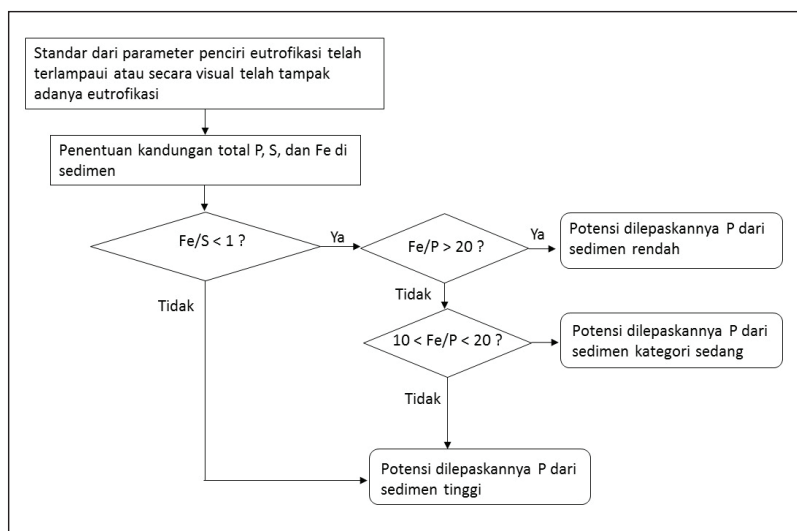 Standar dari parameter penciri eutrofikasi telah
terlampaui atau secara visual telah tampak
adanya eutrofikasi
Penentuan kandungan total P, S, dan Fe di
sedimen
Fe/S < 1 ?
Ya
Fe/P > 20 ?
Ya
Potensi dilepaskannya P dari
sedimen rendah
Tidak
Tidak
10 < Fe/P < 20 ?
Potensi dilepaskannya P dari
sedimen kategori sedang
Tidak
Potensi dilepaskannya P dari
sedimen tinggi